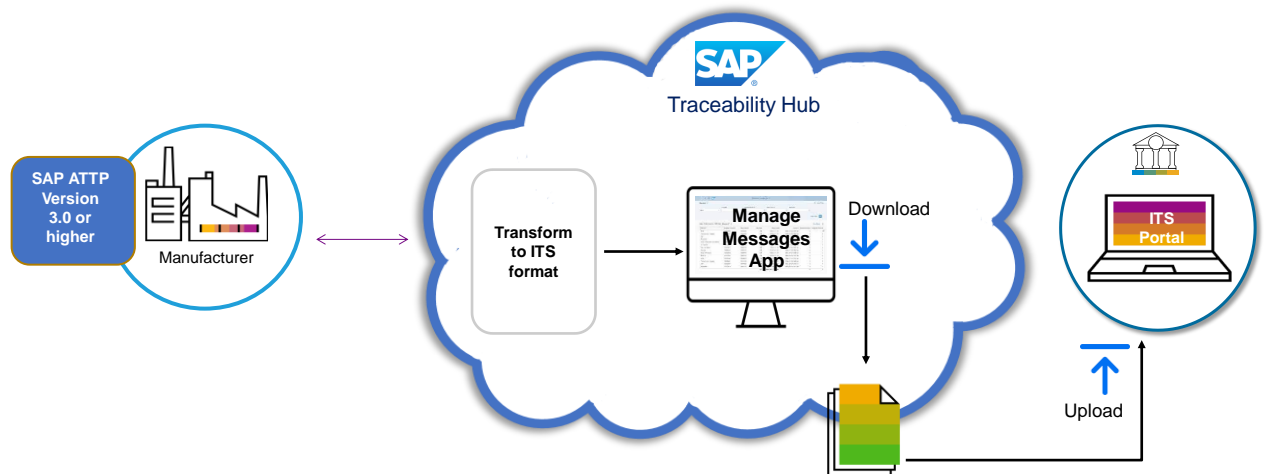 SAP ATTP
Version
3.0 or
higher
Manufacturer
SAP
®
Traceability Hub
Transform
to ITS
format
Manage
Messages
App
Download
ITS
Portal
Upload